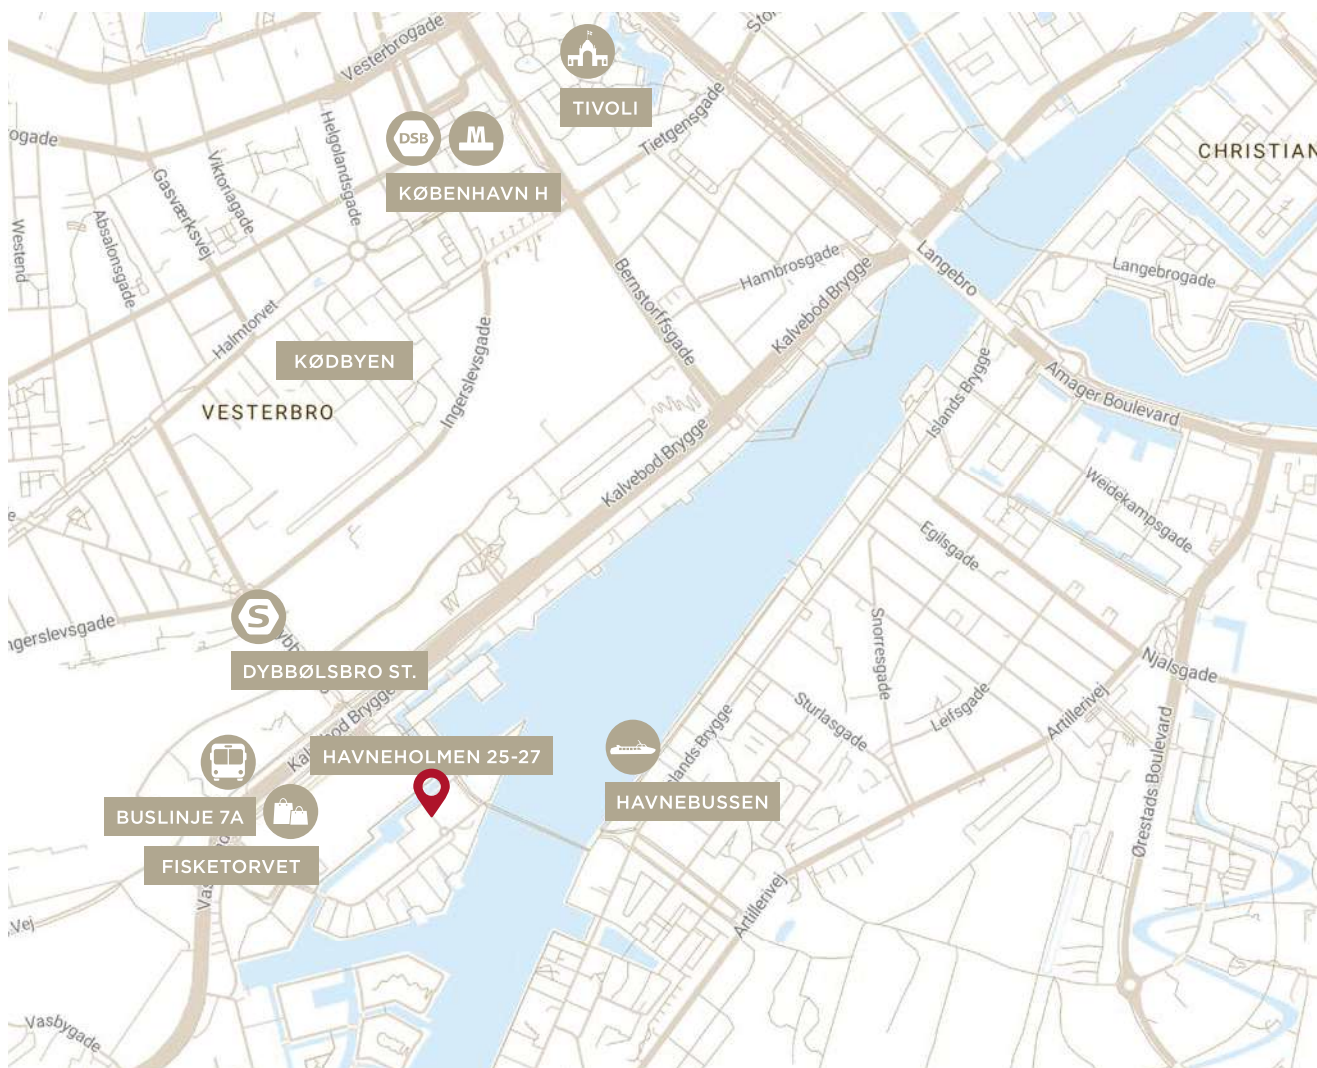 Vesterbrogade
TIVOLI
Tietgensgade
DSB
KØBENHAVN H
CHRISTIAN
ogade
Helgolandsgade
Viktoriagade
Gasværksvej
Absalonsgade
Westend
Langebro
Langebrogade
Hambrosgade
Kalvebod Brygge
Bernstorffsgade
Halmtorvet
KØDBYEN
Ingerslevsgade
VESTERBRO
Islands Brygge
Amager Boulevard
Kalvebod Brygge
Weidekampsgade
Egilsgade
S
ngerslevsgade
DYBBØLSBRO ST.
Snorresgade
Njalsgade
Leifsgade
Artillerivej
Sturlasgade
Ørestads Boulevard
HAVNEHOLMEN 25-27
slands Brygge
HAVNEBUSSEN
BUSLINJE 7A
FISKETORVET
Artillerivej
Vej
Vasbygade